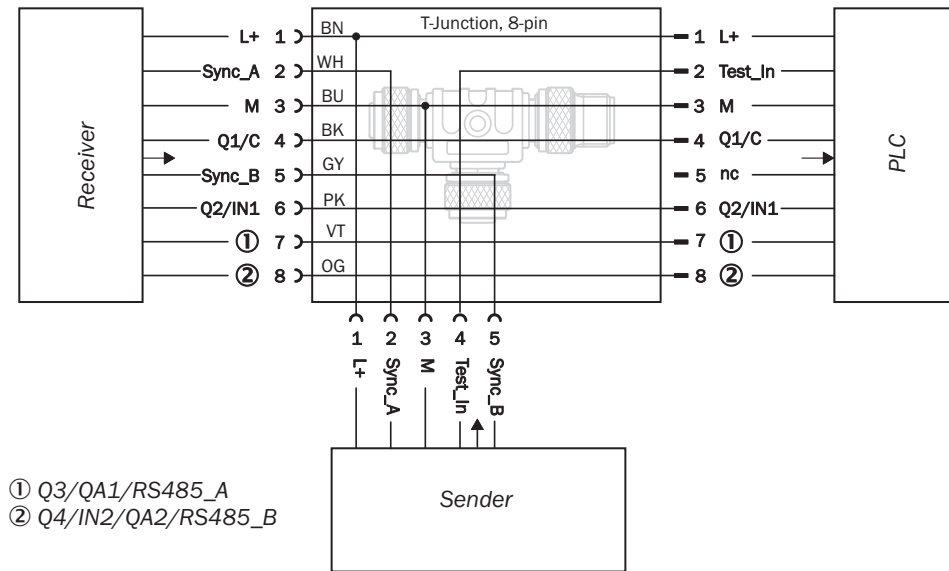 T-Junction, 8-pin
Receiver
L+ 1 BN 1 L+
Sync_A 2 WH 2 Test_In
M 3 BU 3 M
Q1/C 4 BK 4 Q1/C
Sync_B 5 GY 5 nc
Q2/IN1 6 PK 6 Q2/IN1
① 7 VT 7 ①
② 8 OG 8 ②
PLC
1 2 3 4 5
L+
Sync_A
M
Test_In
Sync_B
Sender
① Q3/QA1/RS485_A
② Q4/IN2/QA2/RS485_B